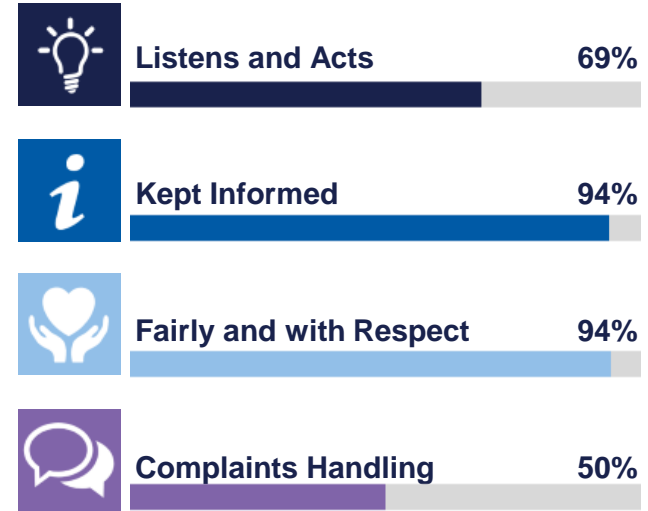 Listens and Acts 69%
Kept Informed 94%
Fairly and with Respect 94%
Complaints Handling 50%